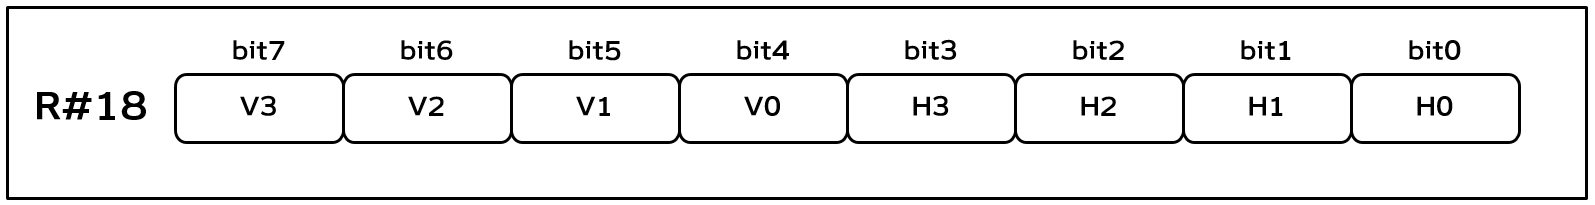 bit7 bit6 bit5 bit4 bit3 bit2 bit1 bit0
R#18 V3 V2 V1 V0 H3 H2 H1 H0